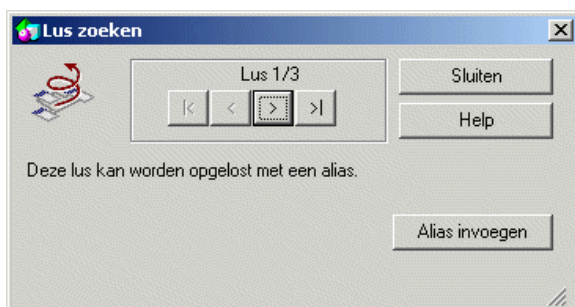 Lus zoeken
Lus 1/3
|< < > >|
Sluiten
Help
Deze lus kan worden opgelost met een alias.
Alias invoegen